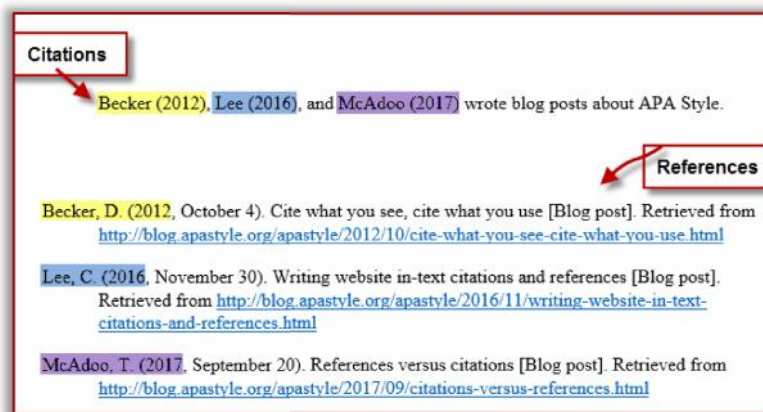 Citations
Becker (2012), Lee (2016), and McAdoo (2017) wrote blog posts about APA Style.
References
Becker, D. (2012, October 4). Cite what you see, cite what you use [Blog post]. Retrieved from
http://blog.apastyle.org/apastyle/2012/10/cite-what-you-see-cite-what-you-use.html
Lee, C. (2016, November 30). Writing website in-text citations and references [Blog post].
Retrieved from http://blog.apastyle.org/apastyle/2016/11/writing-website-in-text-
citations-and-references.html
McAdoo, T. (2017, September 20). References versus citations [Blog post]. Retrieved from
http://blog.apastyle.org/apastyle/2017/09/citations-versus-references.html